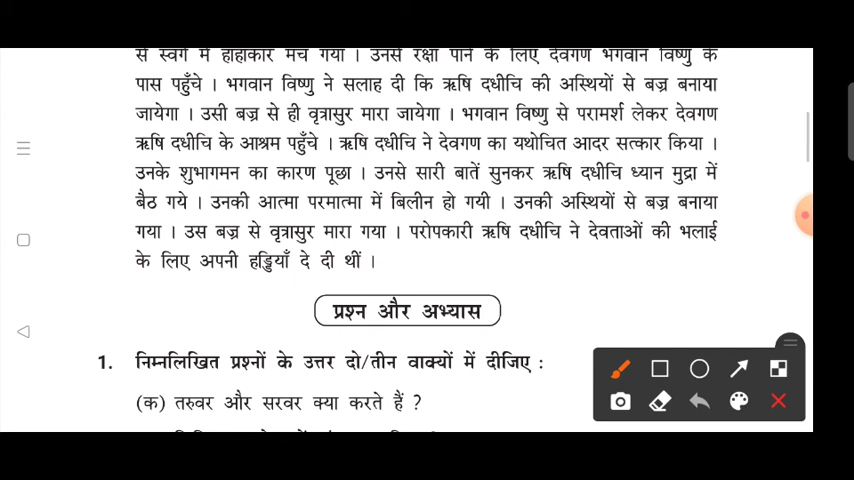 से स्वर्ग में हाहाकार मच गया । उनसे रक्षा पाने के लिए देवगण भगवान विष्णु के
पास पहुँचे । भगवान विष्णु ने सलाह दी कि ऋषि दधीचि की अस्थियों से बज्र बनाया
जायेगा । उसी बज्र से ही वृत्रासुर मारा जायेगा । भगवान विष्णु से परामर्श लेकर देवगण
ऋषि दधीचि के आश्रम पहुँचे । ऋषि दधीचि ने देवगण का यथोचित आदर सत्कार किया ।
उनके शुभागमन का कारण पूछा । उनसे सारी बातें सुनकर ऋषि दधीचि ध्यान मुद्रा में
बैठ गये । उनकी आत्मा परमात्मा में बिलीन हो गयी । उनकी अस्थियों से बज्र बनाया
गया । उस बज्र से वृत्रासुर मारा गया । परोपकारी ऋषि दधीचि ने देवताओं की भलाई
के लिए अपनी हड्डियाँ दे दी थीं ।
प्रश्न और अभ्यास
1. निम्नलिखित प्रश्नों के उत्तर दो/तीन वाक्यों में दीजिए :
(क) तरुवर और सरवर क्या करते हैं ?